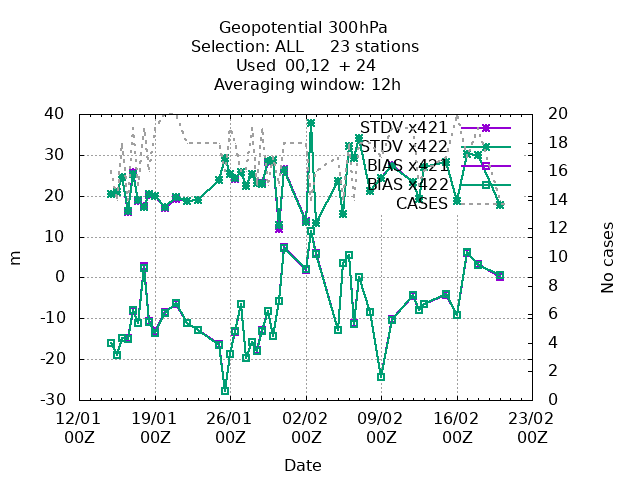 Geopotential 300hPa
Selection: ALL 23 stations
Used 00,12 + 24
Averaging window: 12h
40 20
STDV x421
18
STDV x422
30
BIAS x421
16
BIAS x422
20 14
CASES
12
10
m
10
No cases
0
8
-10 6
4
-20
2
-30 0
12/01 19/01 26/01 02/02 09/02 16/02 23/02
00Z 00Z 00Z 00Z 00Z 00Z 00Z
Date